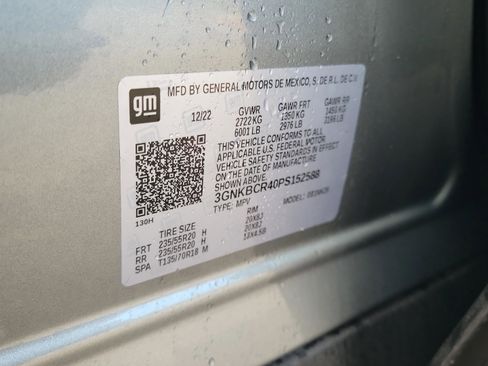 gm
MFD BY GENERAL MOTORS DE MEXICO, S. DE R.L. DE C.V.
12/22 GVWR GAWR FRT GAWR RR
2722 KG 1350 KG 1450 KG
6001 LB 2976 LB 3196 LB
THIS VEHICLE CONFORMS TO ALL
APPLICABLE U.S. FEDERAL MOTOR
VEHICLE SAFETY STANDARDS IN
EFFECT ON THE DATE OF MANUFACTURE
SHOWN ABOVE.
3GNKBCR40PS152588
TYPE: MPV MODEL:
130H
TIRE SIZE RIM
FRT 235/55R20 H 20X8J
RR 235/55R20 H 20X8J
SPA T135/70R18 M 18X4.5B